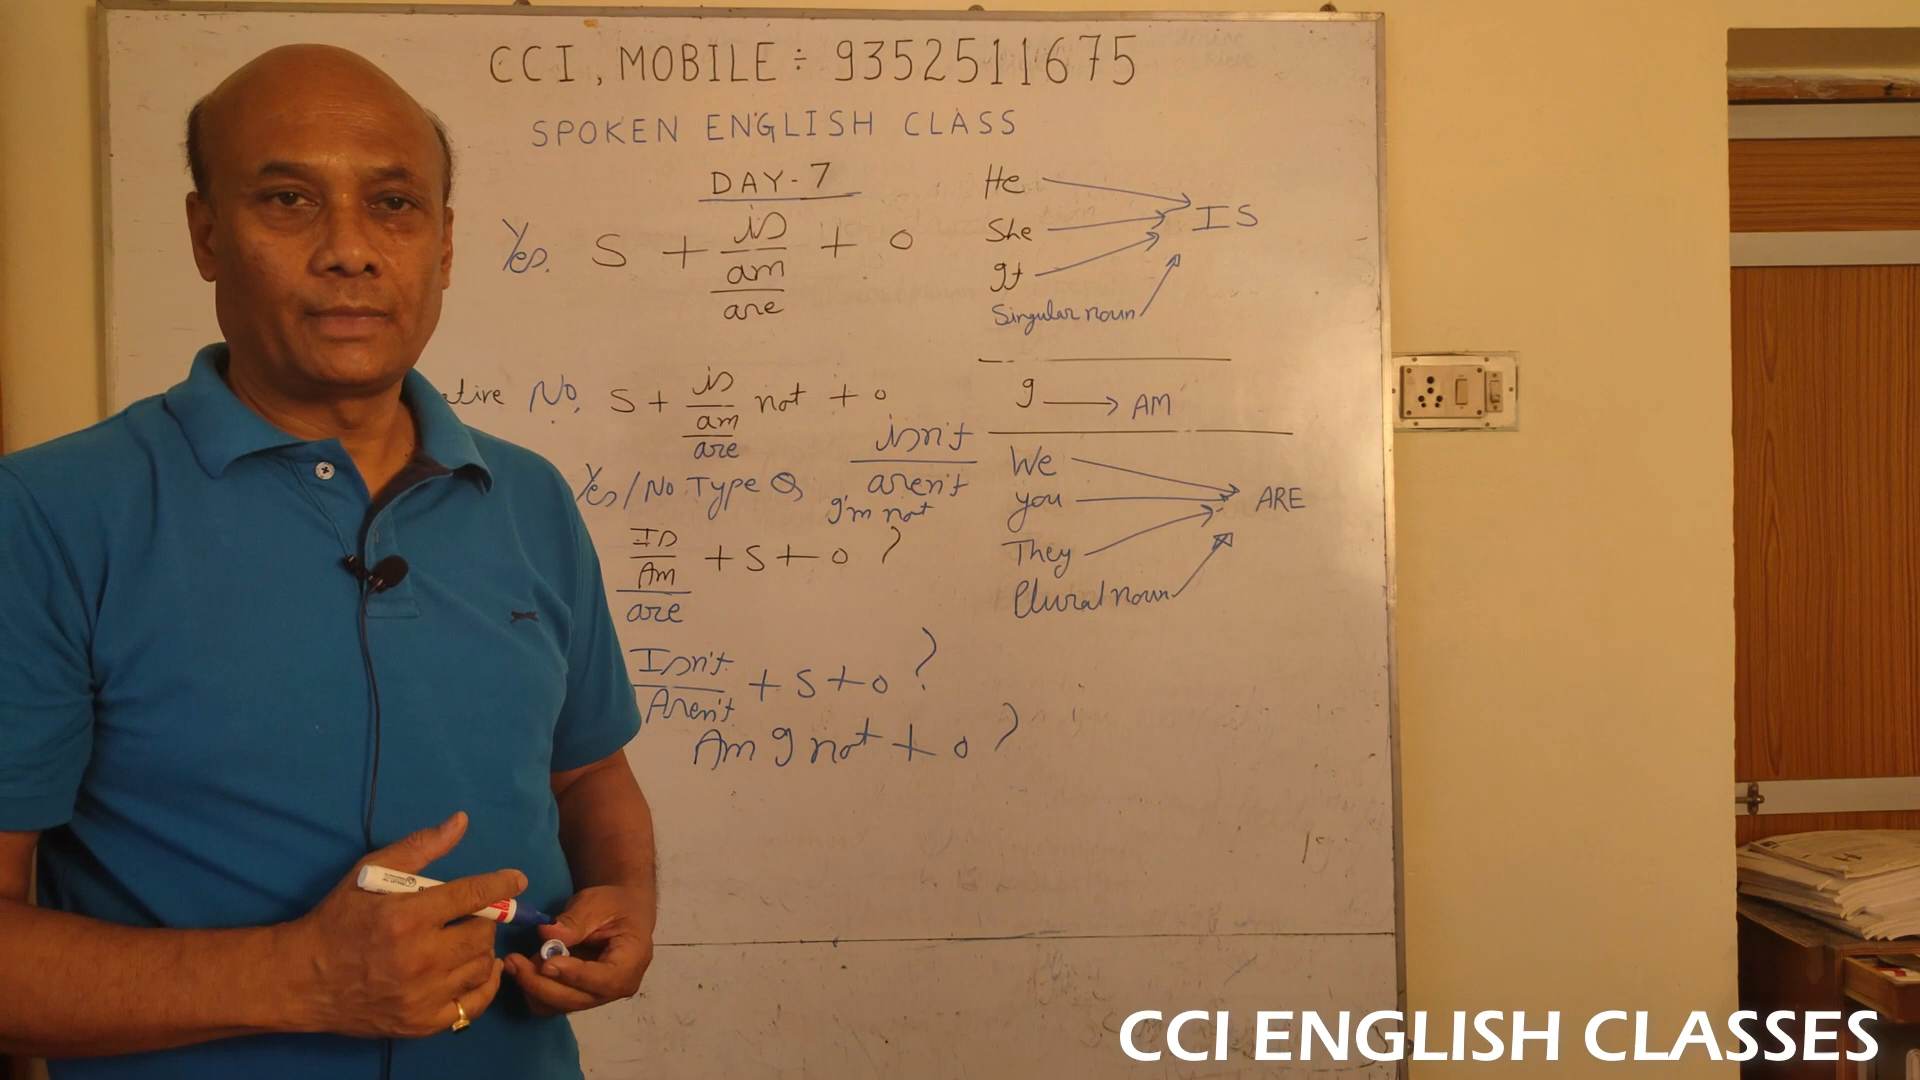 CCI, MOBILE ÷ 9352511675
SPOKEN ENGLISH CLASS
DAY-7
Yes. S + is + O
am
are
He
She
It
Singular noun
IS
ative No. S + is not + O
am
are
isn't
aren't
I'm not
I → AM
Yes/No Type Q
Is + S + O ?
Am
are
We
you
They
Plural noun
ARE
Isn't + S + O ?
Aren't
Am I not + O ?
CCI ENGLISH CLASSES